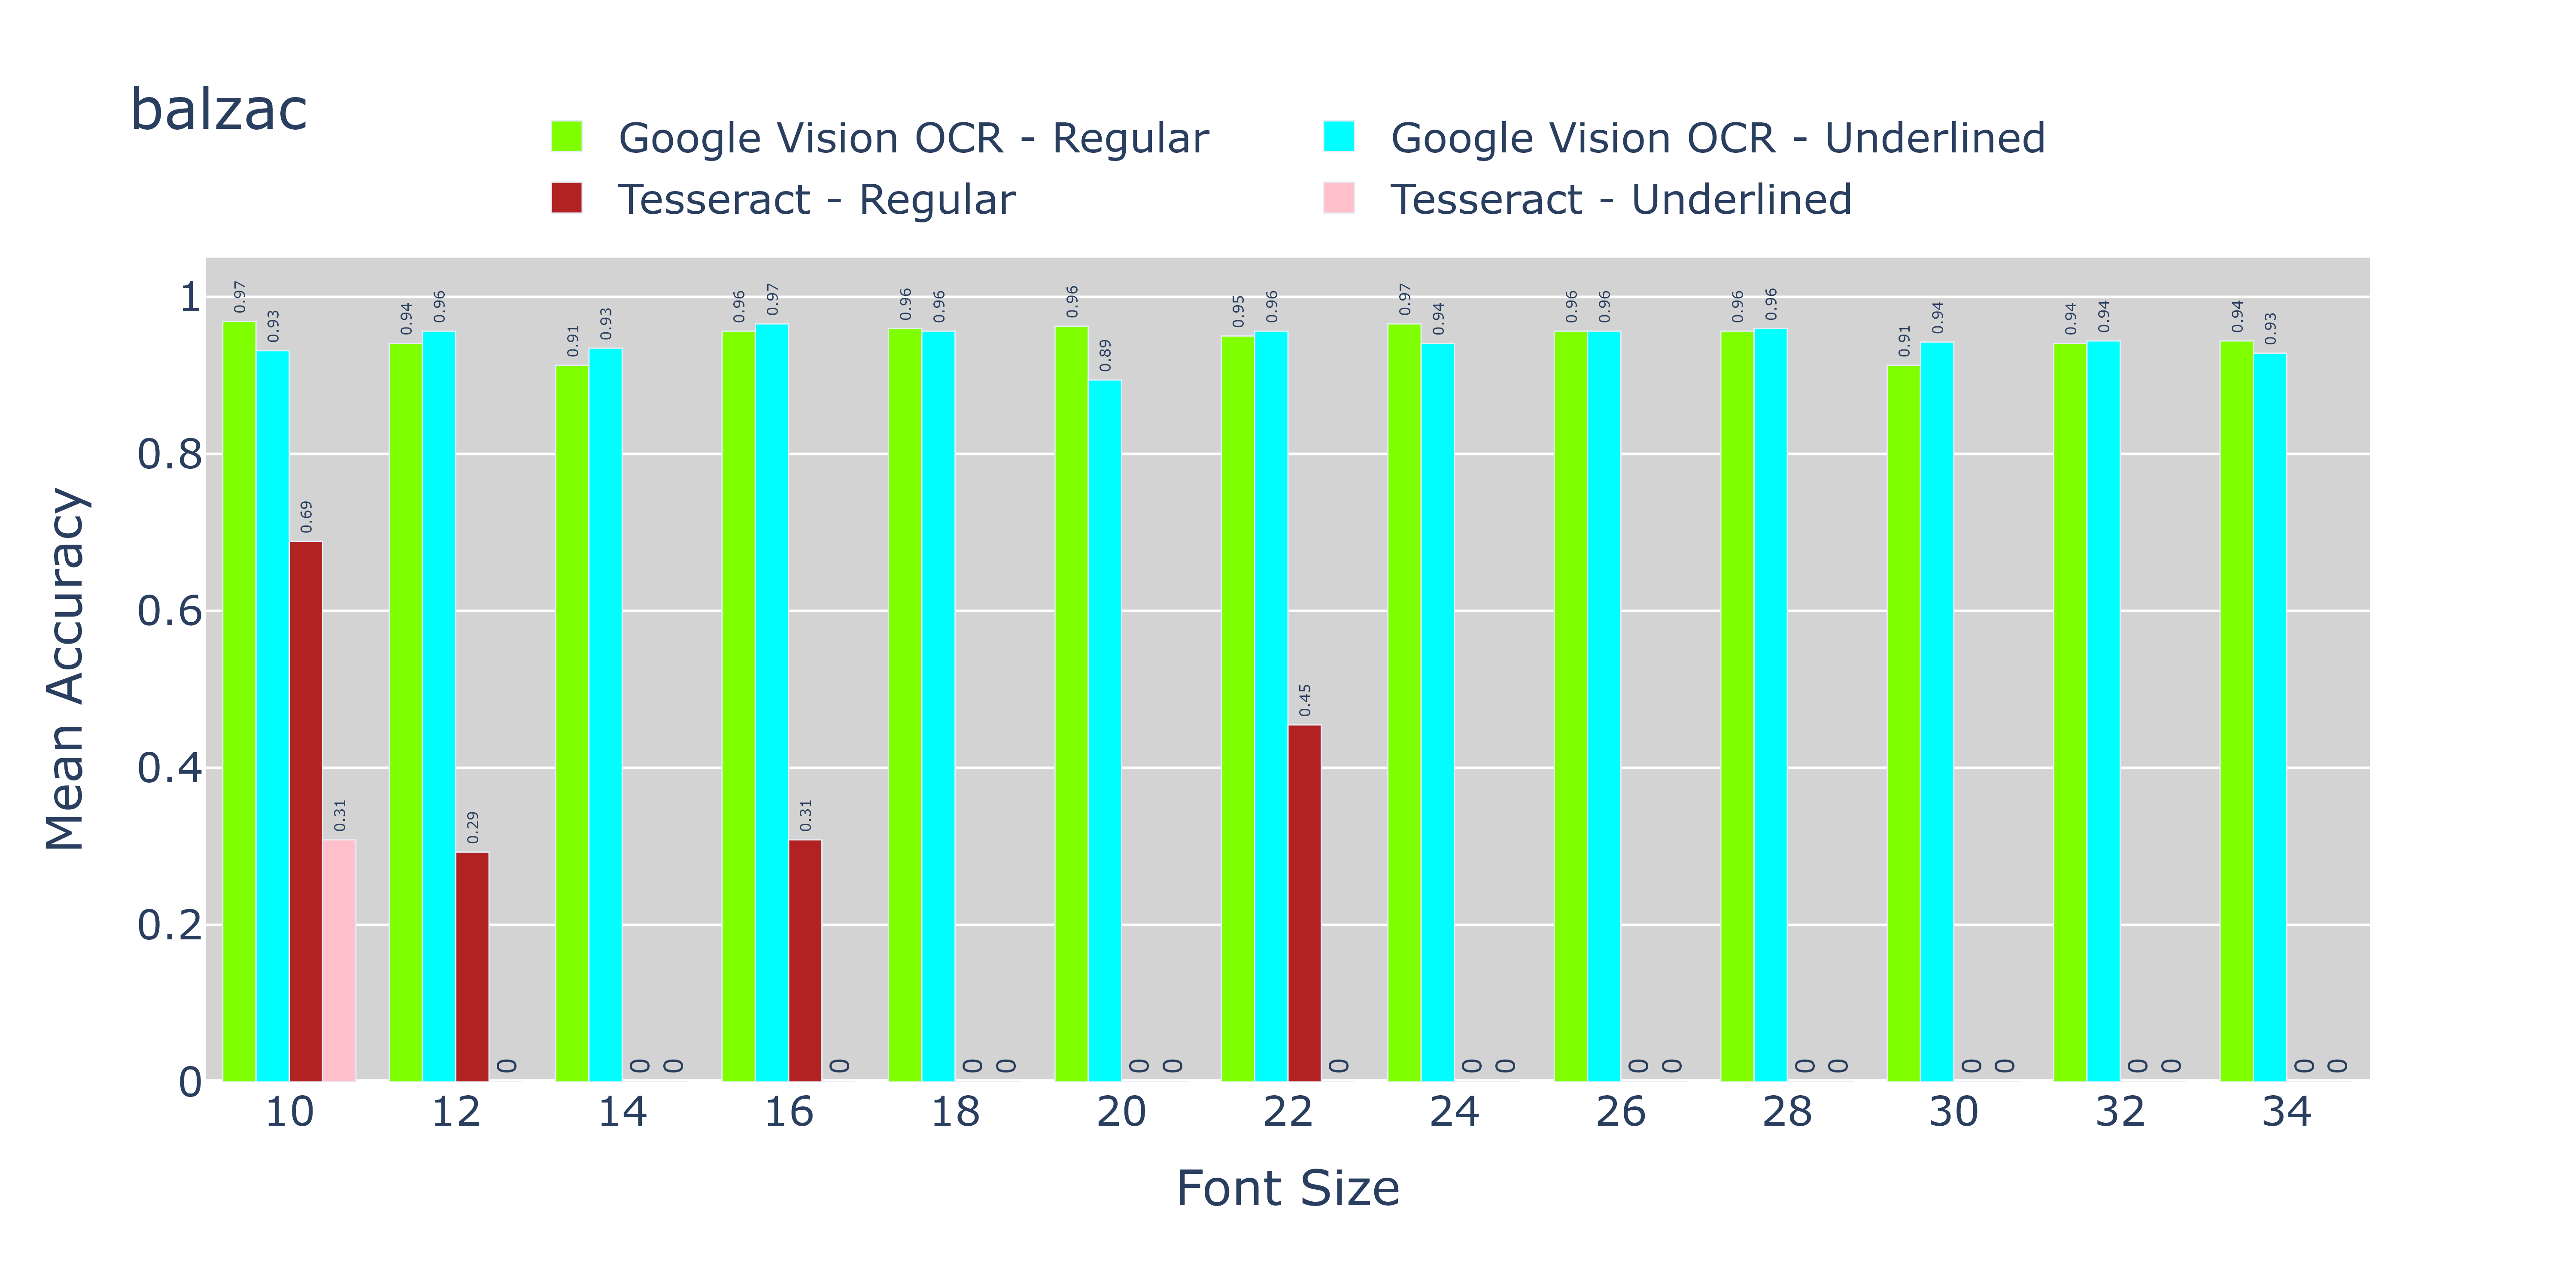 balzac
Google Vision OCR - Regular
Google Vision OCR - Underlined
Tesseract - Regular
Tesseract - Underlined
Mean Accuracy
1
0.8
0.6
0.4
0.2
0
0.97 0.93 0.69 0.31
0.94 0.96 0.29 0
0.91 0.93 0 0
0.96 0.97 0.31 0
0.96 0.96 0 0
0.96 0.89 0 0
0.95 0.96 0.45 0
0.97 0.94 0 0
0.96 0.96 0 0
0.96 0.96 0 0
0.91 0.94 0 0
0.94 0.94 0 0
0.94 0.93 0 0
10 12 14 16 18 20 22 24 26 28 30 32 34
Font Size